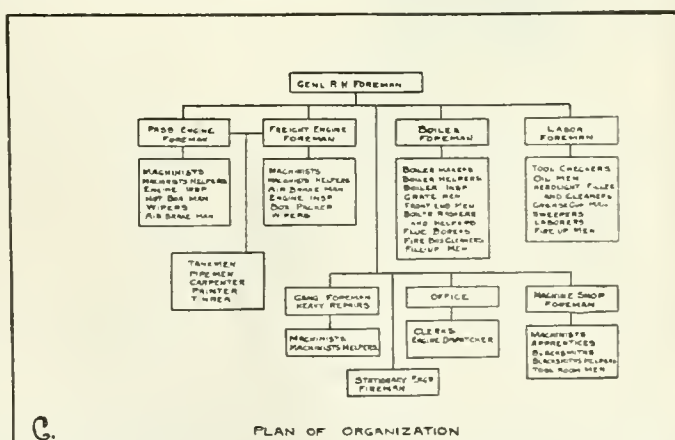 GENL R H FOREMAN
PASS ENGINE
FOREMAN
FREIGHT ENGINE
FOREMAN
BOILER
FOREMAN
LABOR
FOREMAN
MACHINISTS
MACHINISTS HELPERS
ENGINE INSP
HOT BOX MAN
WIPERS
AIR BRAKE MAN
MACHINISTS
MACHINISTS HELPERS
AIR BRAKE MAN
ENGINE INSP
BOX PACKER
WIPERS
BOILER MAKERS
BOILER HELPERS
BOILER INSP
GRATE MEN
FRONT END MEN
BOILER WASHERS
AND HELPERS
FLUE BORERS
FIRE BOX CLEANERS
FILL-UP MEN
TOOL CHECKERS
OIL MEN
HEADLIGHT FILLER
AND CLEANERS
GREASE CUP MAN
SWEEPERS
LABORERS
FIRE UP MEN
TANKMEN
PIPEMEN
CARPENTER
PAINTER
TINNER
GANG FOREMAN
HEAVY REPAIRS
OFFICE
MACHINE SHOP
FOREMAN
MACHINISTS
MACHINISTS HELPERS
CLERKS
ENGINE DISPATCHER
MACHINISTS
APPRENTICES
BLACKSMITHS
BLACKSMITHS HELPERS
TOOL ROOM MEN
STATIONARY ENGR
FIREMAN
C.
PLAN OF ORGANIZATION